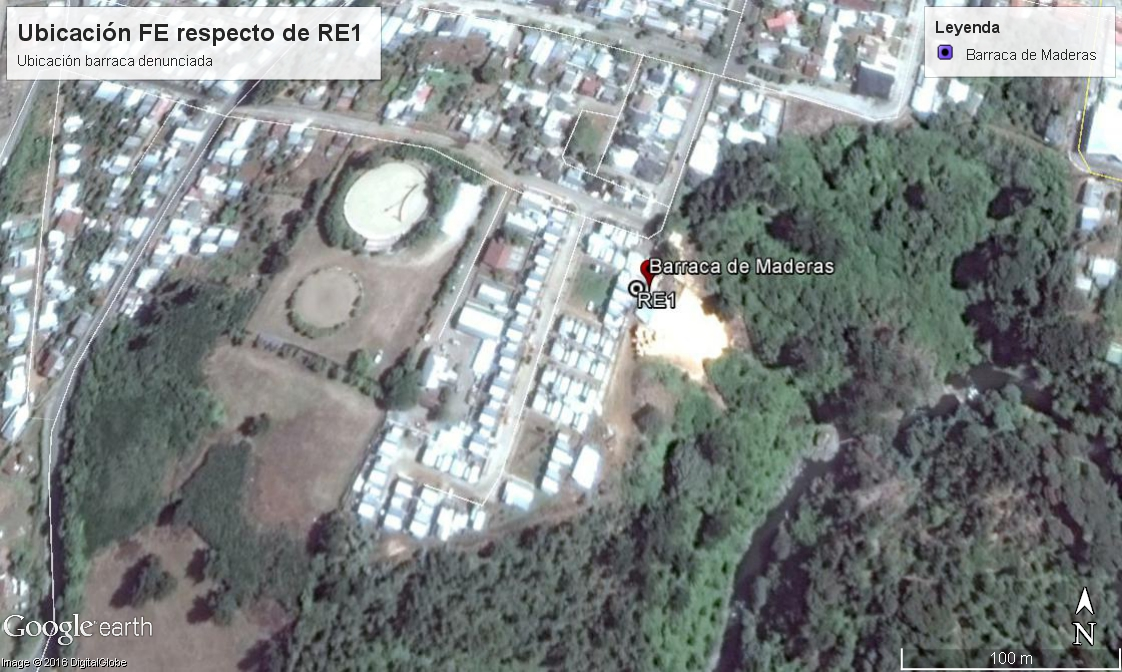 Ubicación FE respecto de RE1
Ubicación barraca denunciada
Leyenda
Barraca de Maderas
Barraca de Maderas
RE1
Google earth
Image © 2016 DigitalGlobe
N
100 m